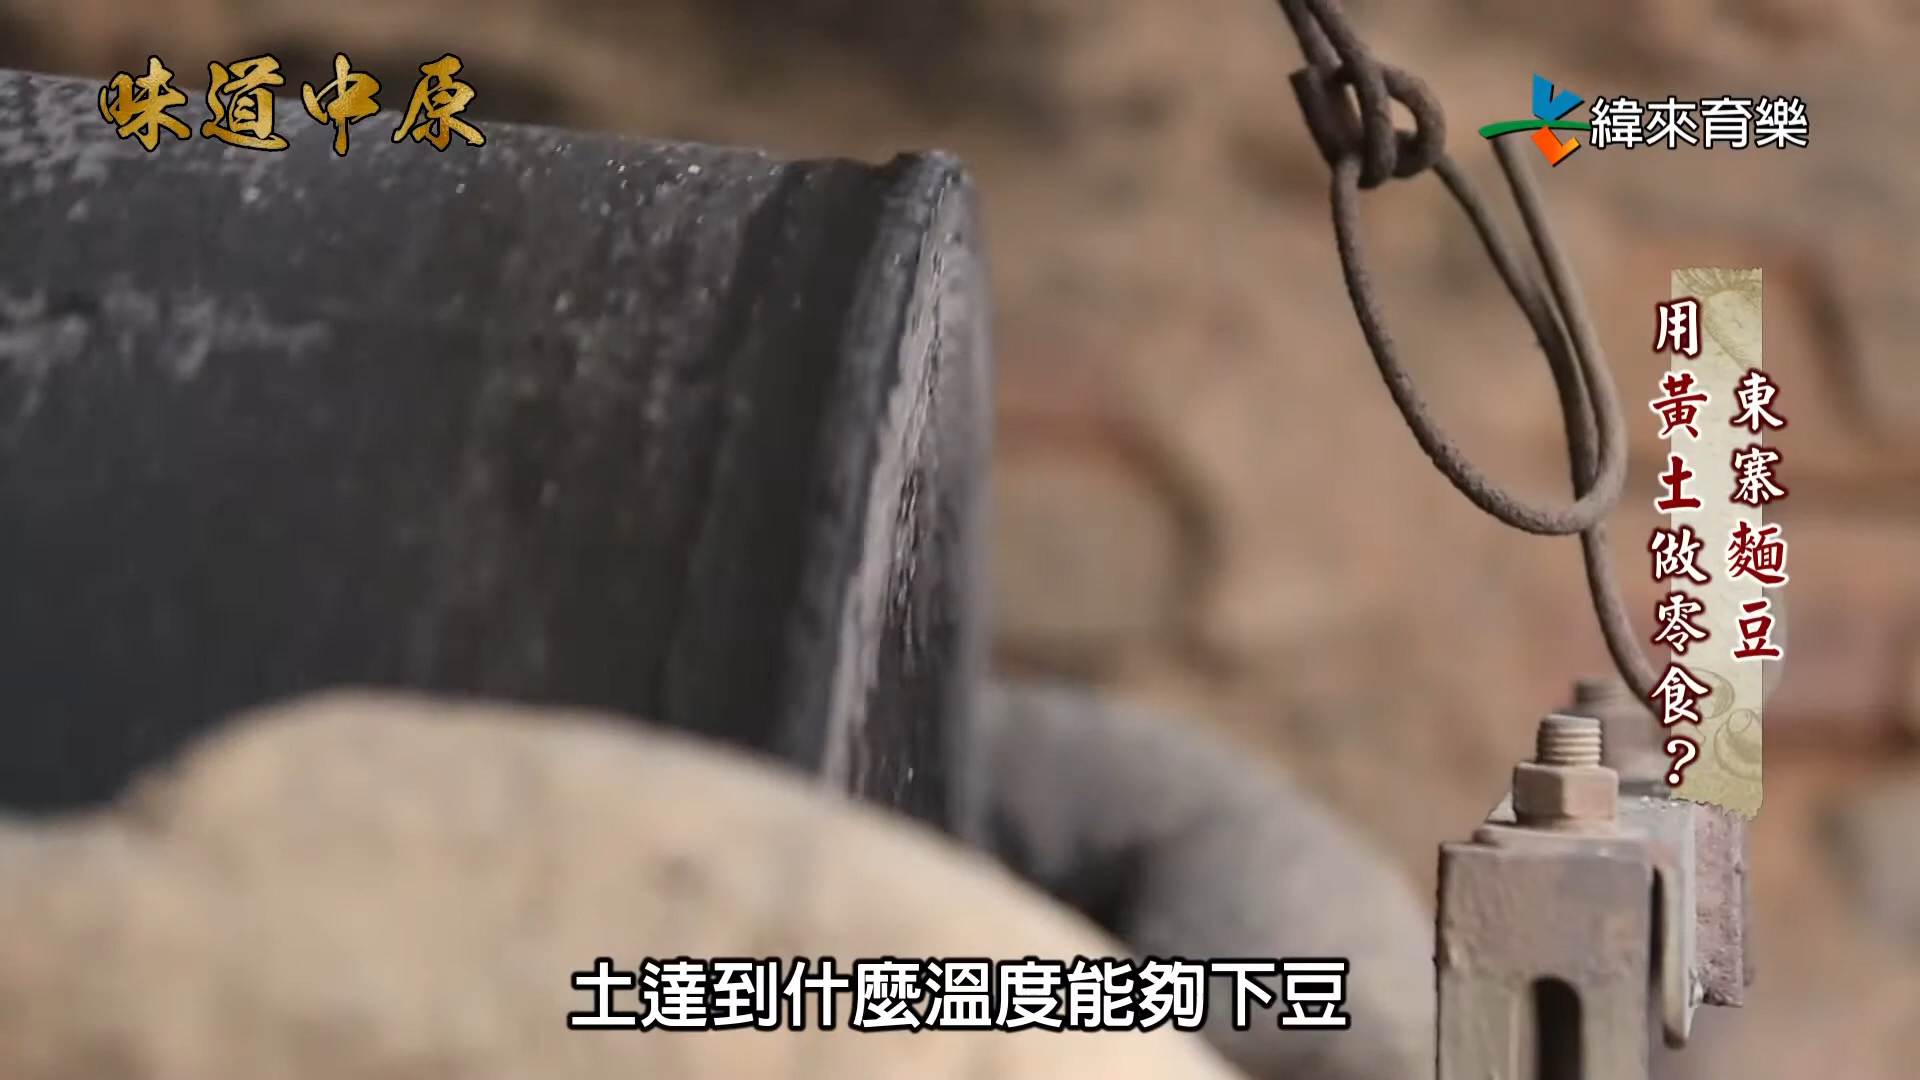 味道中原
緯來育樂
東寨麵豆
用黃土做零食？
土達到什麼溫度能夠下豆